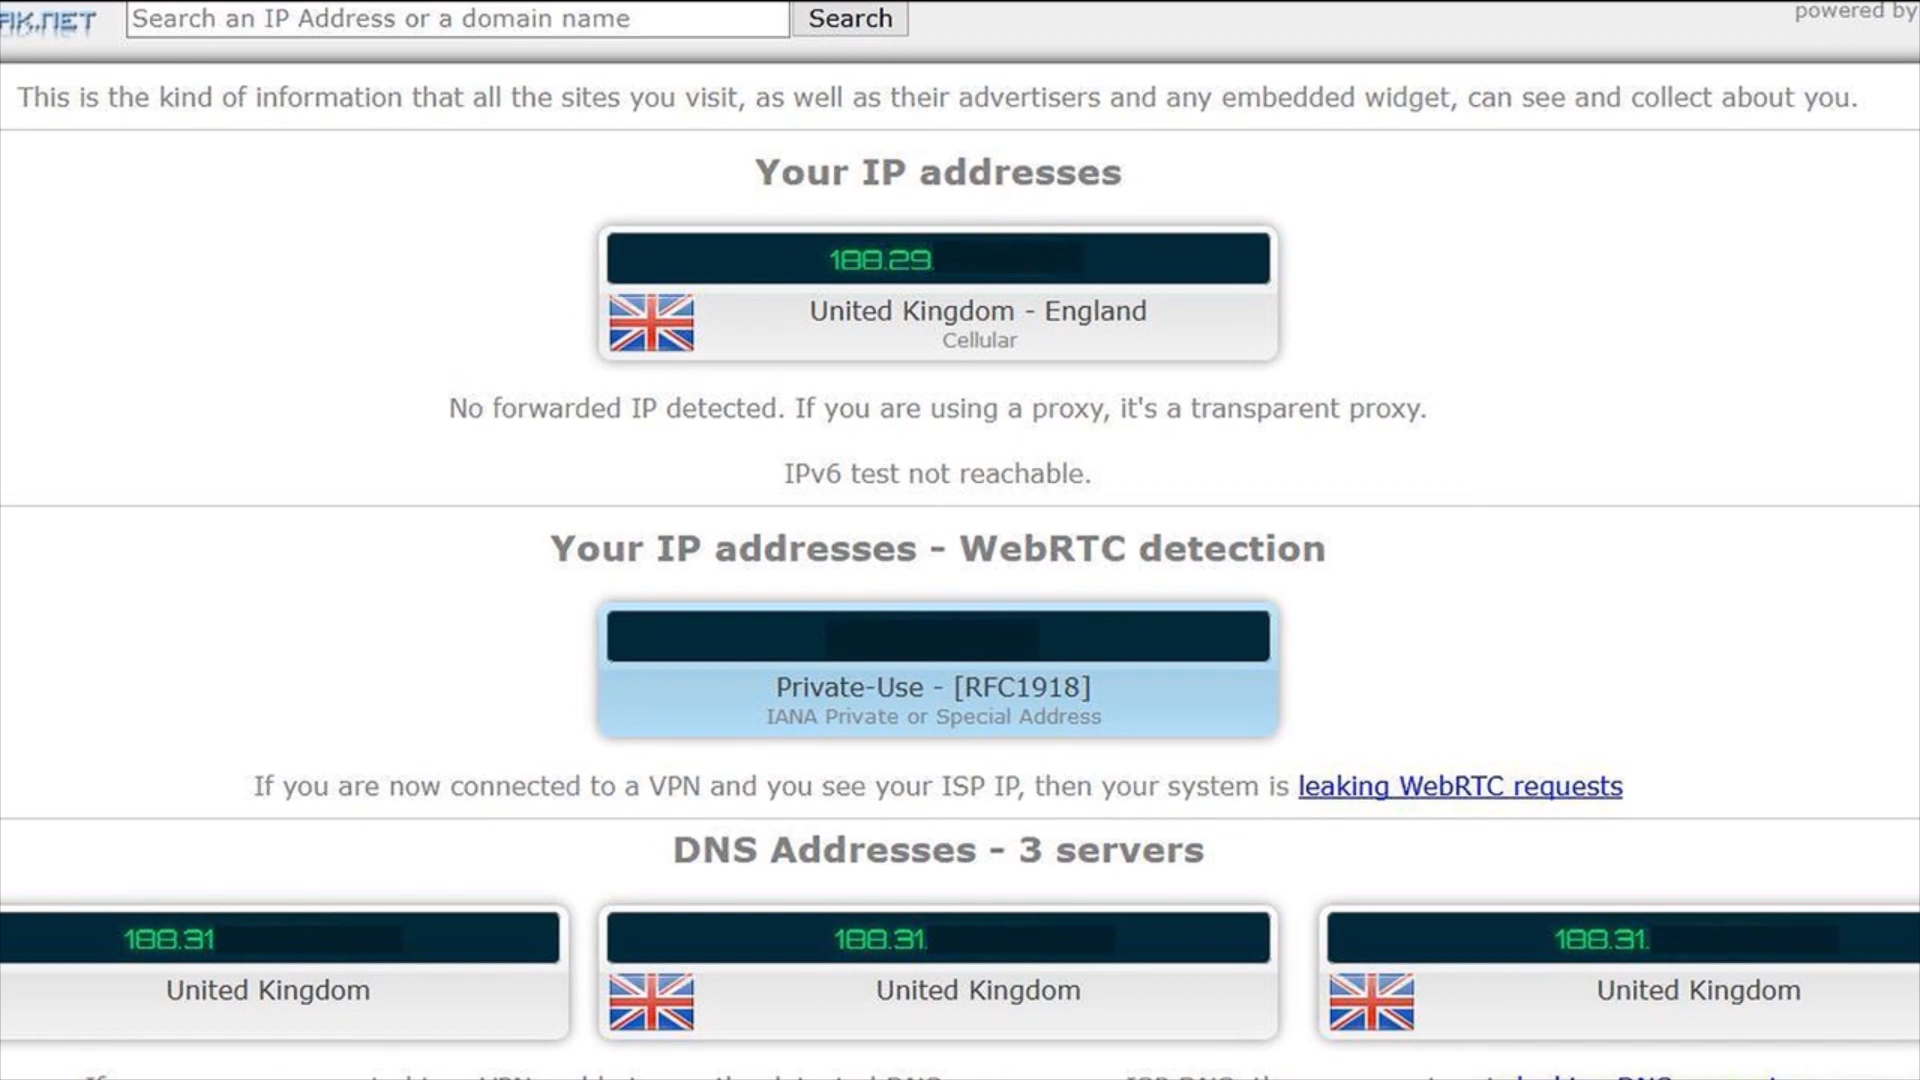 Search an IP Address or a domain name
Search
powered by
This is the kind of information that all the sites you visit, as well as their advertisers and any embedded widget, can see and collect about you.
Your IP addresses
188.29.
United Kingdom - England
Cellular
No forwarded IP detected. If you are using a proxy, it's a transparent proxy.
IPv6 test not reachable.
Your IP addresses - WebRTC detection
Private-Use - [RFC1918]
IANA Private or Special Address
If you are now connected to a VPN and you see your ISP IP, then your system is leaking WebRTC requests
DNS Addresses - 3 servers
188.31
United Kingdom
188.31.
United Kingdom
188.31.
United Kingdom